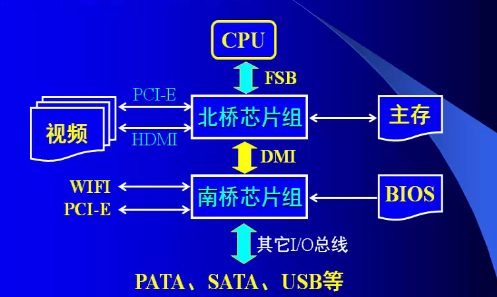 CPU
FSB
PCI-E
视频
HDMI
北桥芯片组
主存
DMI
WIFI
PCI-E
南桥芯片组
BIOS
其它I/O总线
PATA、SATA、USB等